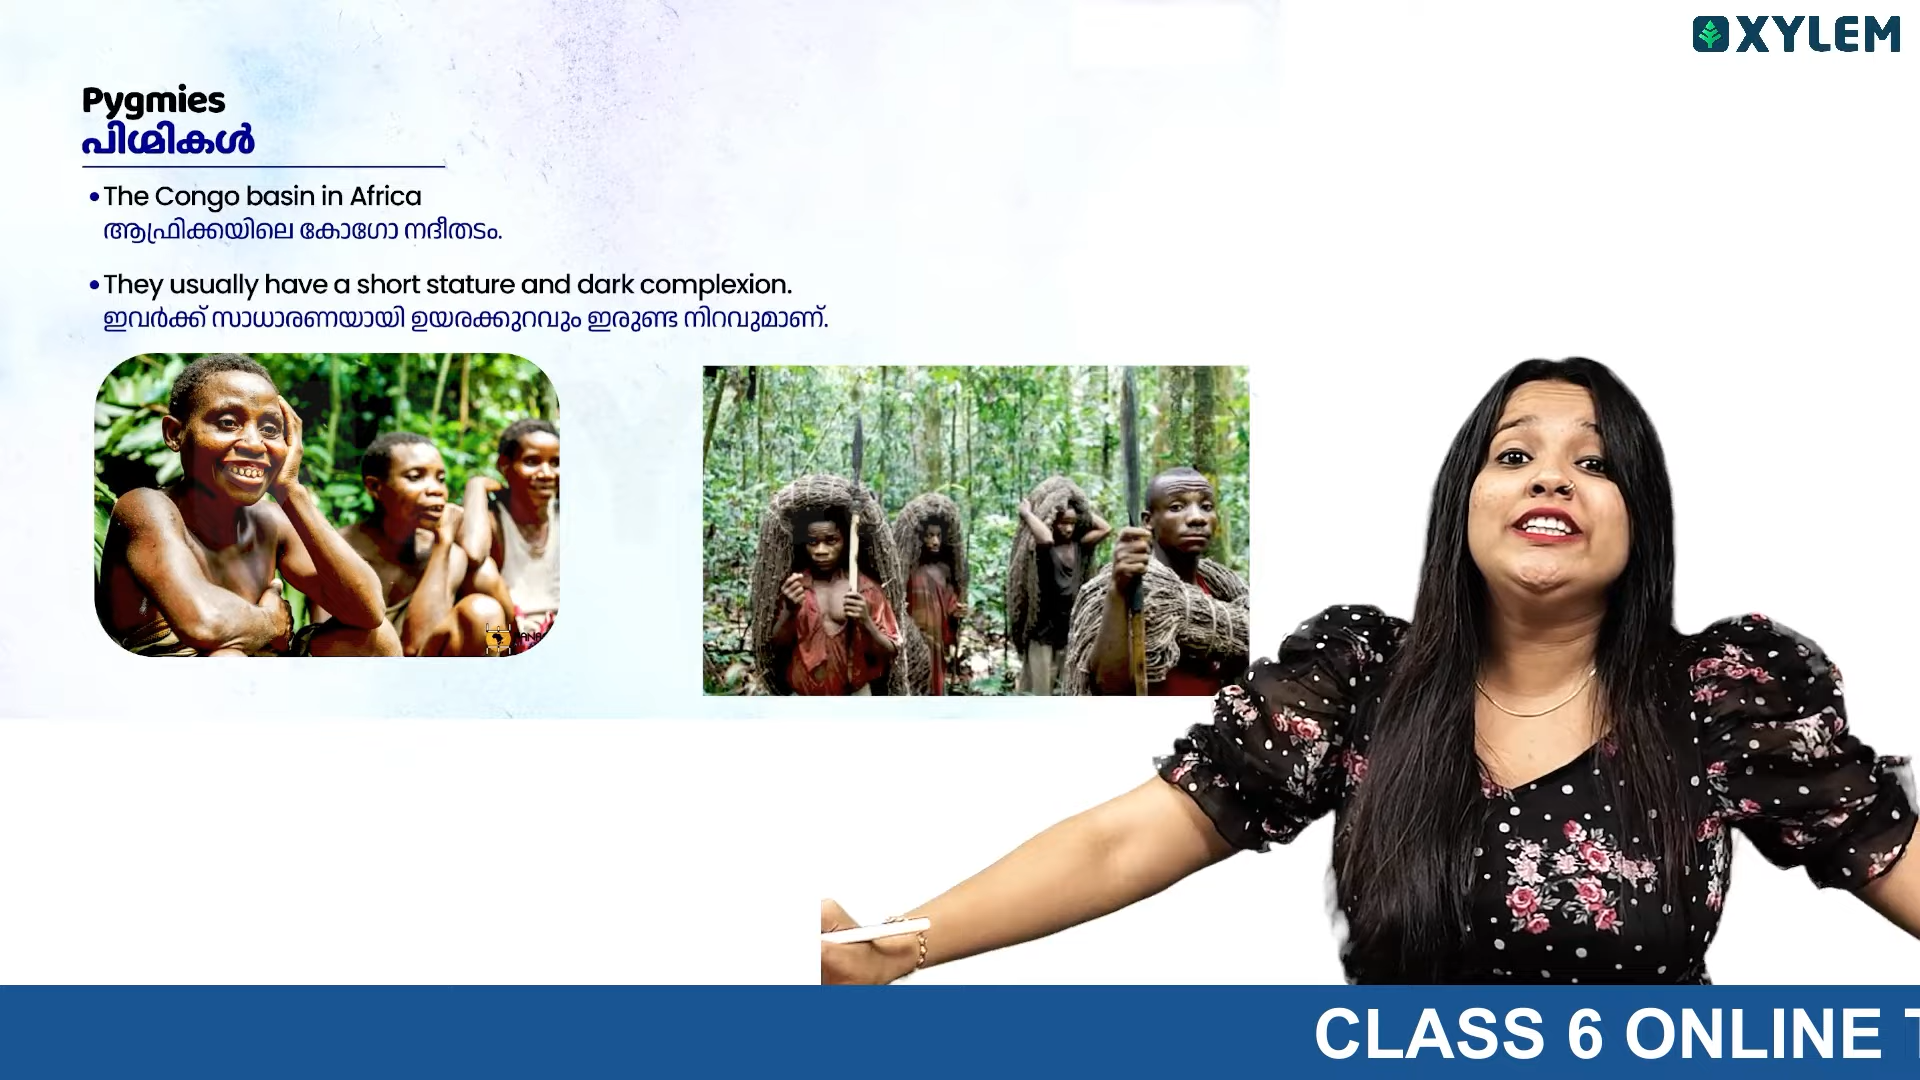 XYLEM
Pygmies
പിഗ്മികൾ
•The Congo basin in Africa
ആഫ്രിക്കയിലെ കോംഗോ നദീതടം.
•They usually have a short stature and dark complexion.
ഇവർക്ക് സാധാരണയായി ഉയരക്കുറവും ഇരുണ്ട നിറവുമാണ്.
CLASS 6 ONLINE T